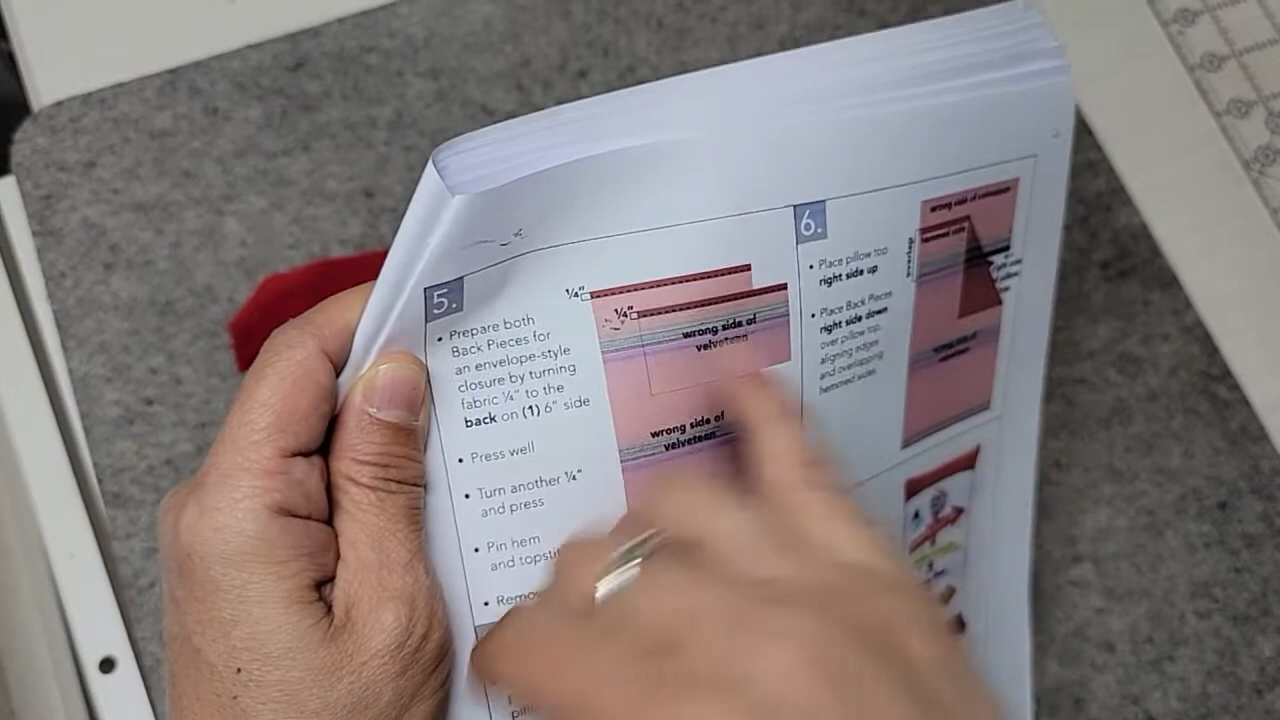 5.
• Prepare both
Back Pieces for
an envelope-style
closure by turning
fabric ¼" to the
back on (1) 6" side
• Press well
• Turn another ¼"
and press
• Pin hem
and topsti
• Remo
¼"
¼"
wrong side of
velveteen
wrong side of
velveteen
6.
• Place pillow top
right side up
• Place Back Pieces
right side down
over pillow top,
aligning edges
and overlapping
hemmed sides
wrong side of velveteen
hemmed side
overlap
wrong side of
velveteen